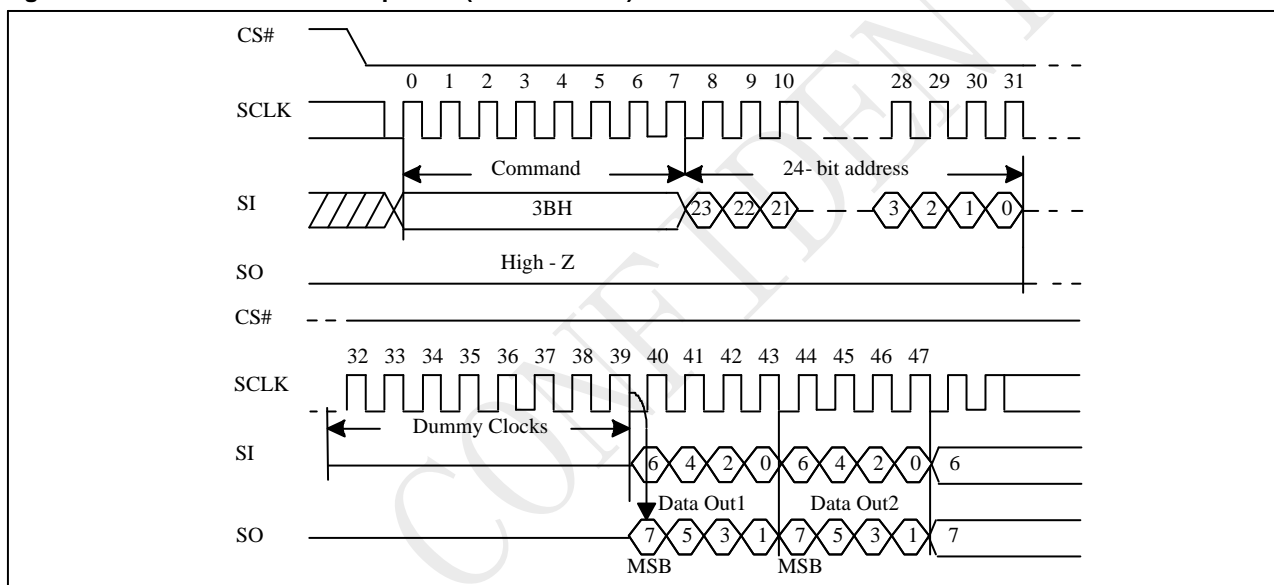 CS#
0 1 2 3 4 5 6 7 8 9 10 28 29 30 31
SCLK
Command 24- bit address
SI 3BH 23 22 21 3 2 1 0
High - Z
SO
CS#
32 33 34 35 36 37 38 39 40 41 42 43 44 45 46 47
SCLK
Dummy Clocks
SI 6 4 2 0 6 4 2 0 6
Data Out1 Data Out2
SO 7 5 3 1 7 5 3 1 7
MSB MSB